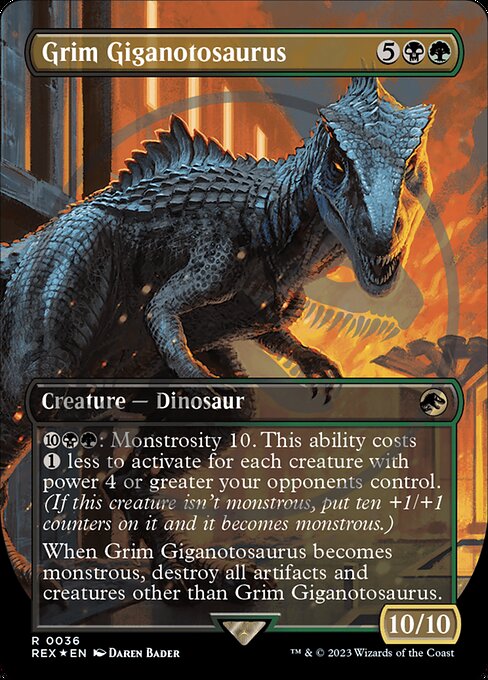 Grim Giganotosaurus 5
Creature — Dinosaur
10: Monstrosity 10. This ability costs
1 less to activate for each creature with
power 4 or greater your opponents control.
(If this creature isn't monstrous, put ten +1/+1
counters on it and it becomes monstrous.)
When Grim Giganotosaurus becomes
monstrous, destroy all artifacts and
creatures other than Grim Giganotosaurus.
10/10
R 0036
REX★EN Daren Bader
™ & © 2023 Wizards of the Coast